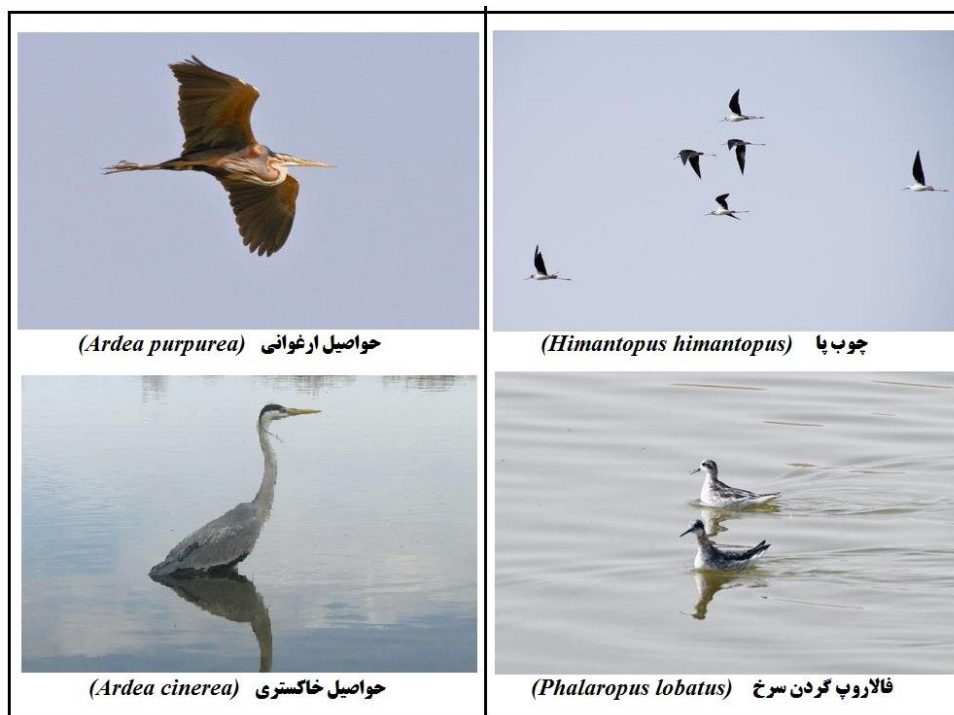 حواصیل ارغوانی (Ardea purpurea)
چوب پا (Himantopus himantopus)
حواصیل خاکستری (Ardea cinerea)
فالاروپ گردن سرخ (Phalaropus lobatus)